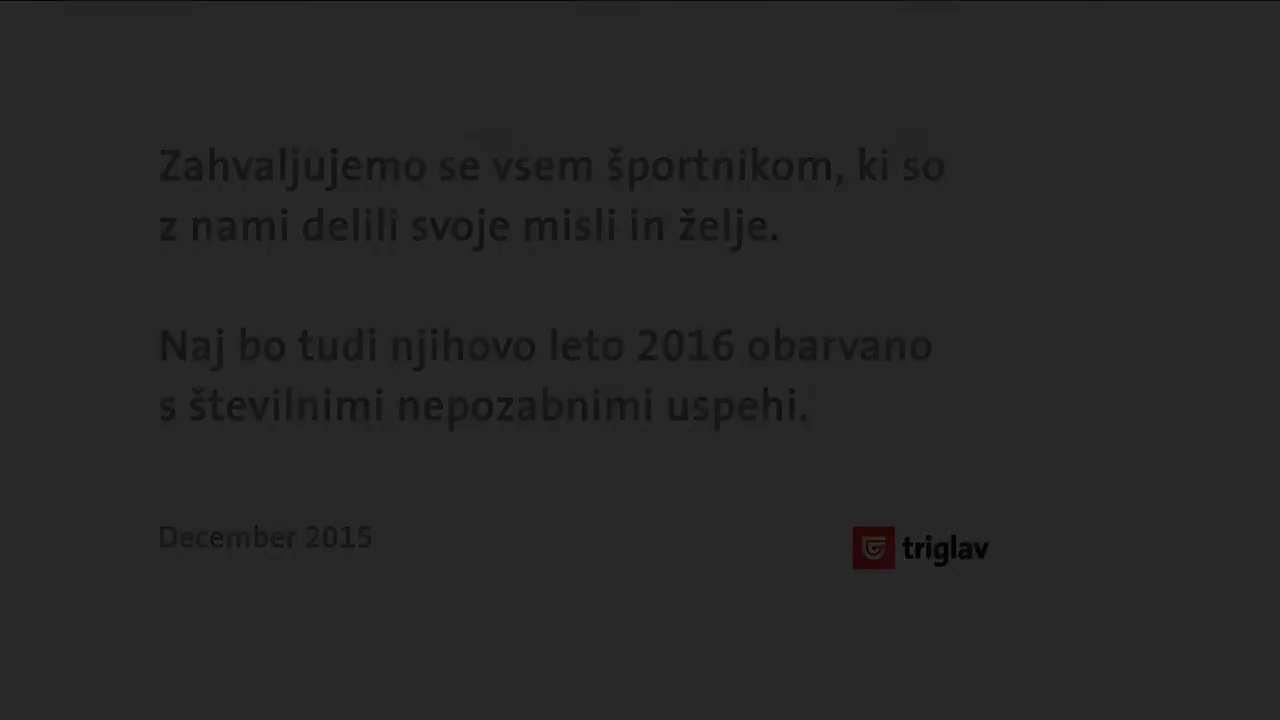 Zahvaljujemo se vsem športnikom, ki so
z nami delili svoje misli in želje.
Naj bo tudi njihovo leto 2016 obarvano
s številnimi nepozabnimi uspehi.
December 2015
triglav